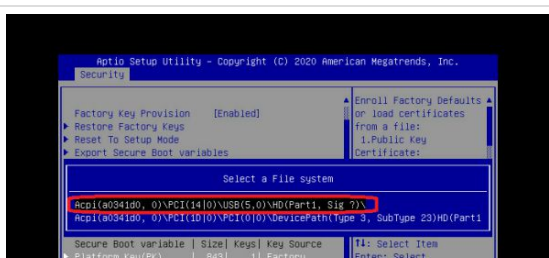 Aptio Setup Utility – Copyright (C) 2020 American Megatrends, Inc.
Security
Factory Key Provision [Enabled]
Restore Factory Keys
Reset To Setup Mode
Export Secure Boot variables
Enroll Factory Defaults
or load certificates
from a file:
1.Public Key
Certificate:
Select a File system
Acpi(a0341d0, 0)\PCI(14|0)\USB(5,0)\HD(Part1, Sig ?)\
Acpi(a0341d0, 0)\PCI(1D|0)\PCI(0|0)\DevicePath(Type 3, SubType 23)HD(Part1
Secure Boot variable | Size| Keys| Key Source
Platform Key(PK) | 843| 1| Factory
↑↓: Select Item
Enter: Select